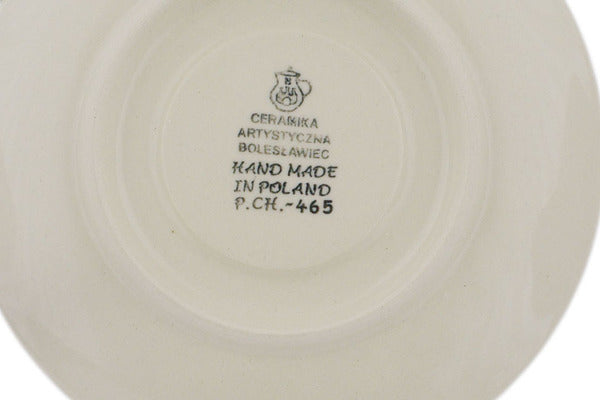 CERAMIKA
ARTYSTYCZNA
BOLESŁAWIEC
HAND MADE
IN POLAND
P.CH.-465